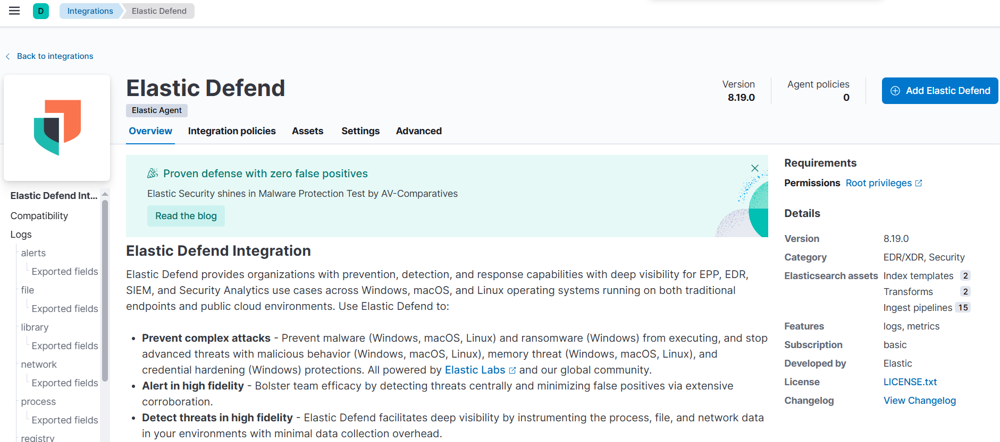 D
Integrations
Elastic Defend
Back to integrations
Elastic Defend
Elastic Agent
Version
8.19.0
Agent policies
0
Add Elastic Defend
Overview
Integration policies
Assets
Settings
Advanced
Elastic Defend Int...
Compatibility
Logs
alerts
Exported fields
file
Exported fields
library
Exported fields
network
Exported fields
process
Exported fields
registry
Proven defense with zero false positives
Elastic Security shines in Malware Protection Test by AV-Comparatives
Read the blog
Elastic Defend Integration
Elastic Defend provides organizations with prevention, detection, and response capabilities with deep visibility for EPP, EDR,
SIEM, and Security Analytics use cases across Windows, macOS, and Linux operating systems running on both traditional
endpoints and public cloud environments. Use Elastic Defend to:
• Prevent complex attacks - Prevent malware (Windows, macOS, Linux) and ransomware (Windows) from executing, and stop
advanced threats with malicious behavior (Windows, macOS, Linux), memory threat (Windows, macOS, Linux), and
credential hardening (Windows) protections. All powered by Elastic Labs and our global community.
• Alert in high fidelity - Bolster team efficacy by detecting threats centrally and minimizing false positives via extensive
corroboration.
• Detect threats in high fidelity - Elastic Defend facilitates deep visibility by instrumenting the process, file, and network data
in your environments with minimal data collection overhead.
Requirements
Permissions Root privileges
Details
Version 8.19.0
Category EDR/XDR, Security
Elasticsearch assets Index templates 2
Transforms 2
Ingest pipelines 15
Features logs, metrics
Subscription basic
Developed by Elastic
License LICENSE.txt
Changelog View Changelog